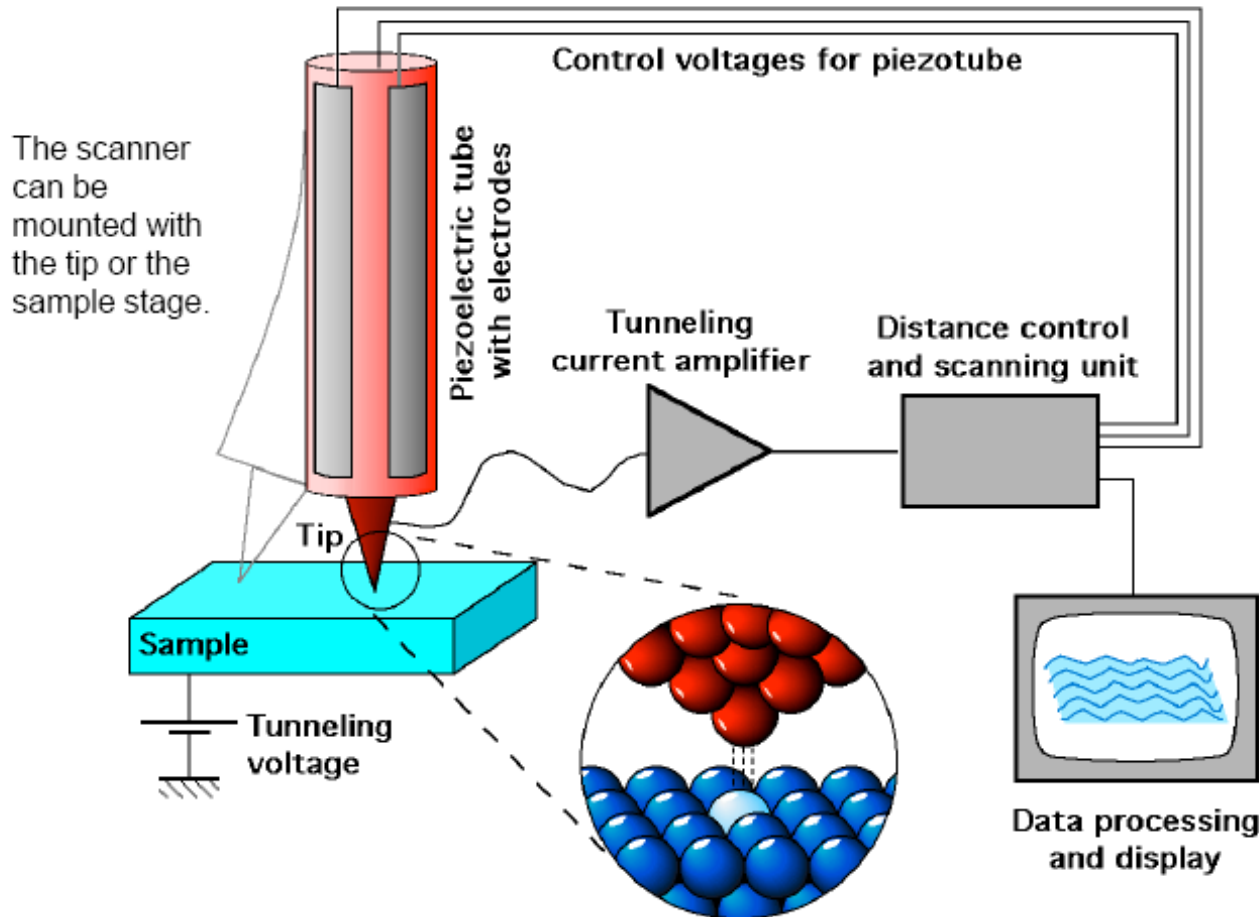 Control voltages for piezotube
The scanner
can be
mounted with
the tip or the
sample stage.
Piezoelectric tube
with electrodes
Tunneling
current amplifier
Distance control
and scanning unit
Tip
Sample
Tunneling
voltage
Data processing
and display